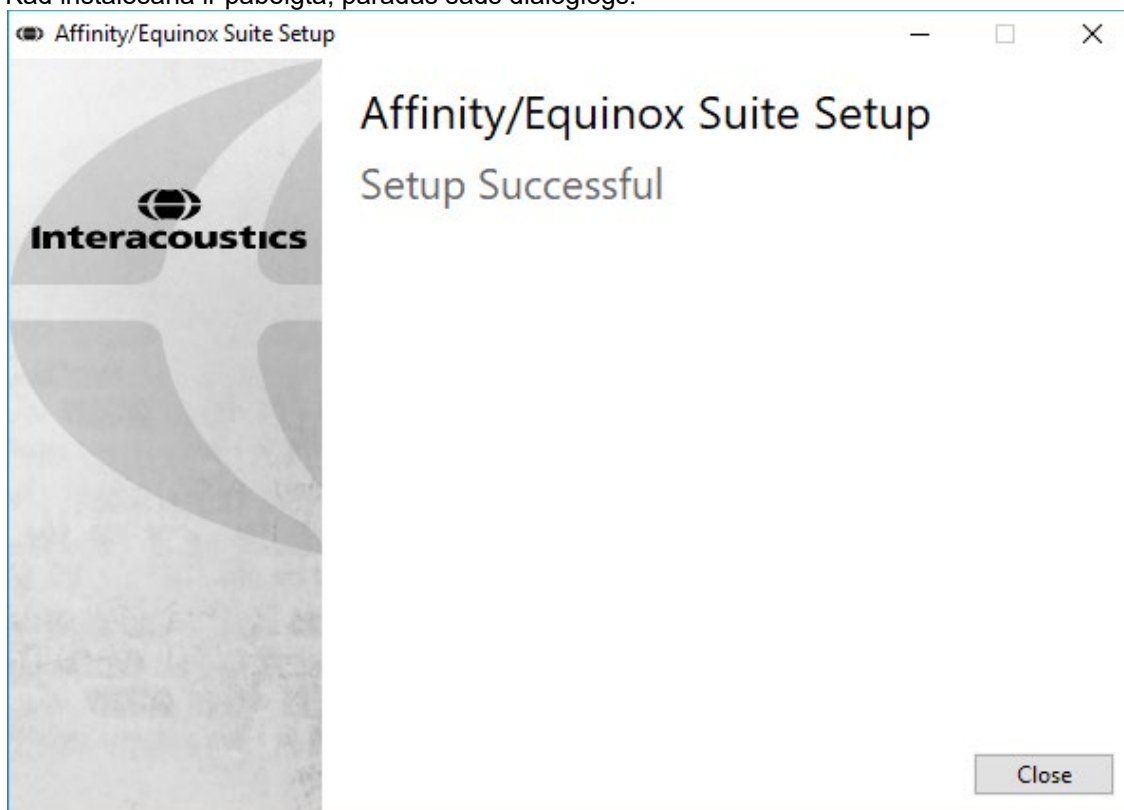 Kad instalēšana ir pabeigta, parādās šāds dialoglogs.
Affinity/Equinox Suite Setup
Affinity/Equinox Suite Setup
Setup Successful
Interacoustics
Close